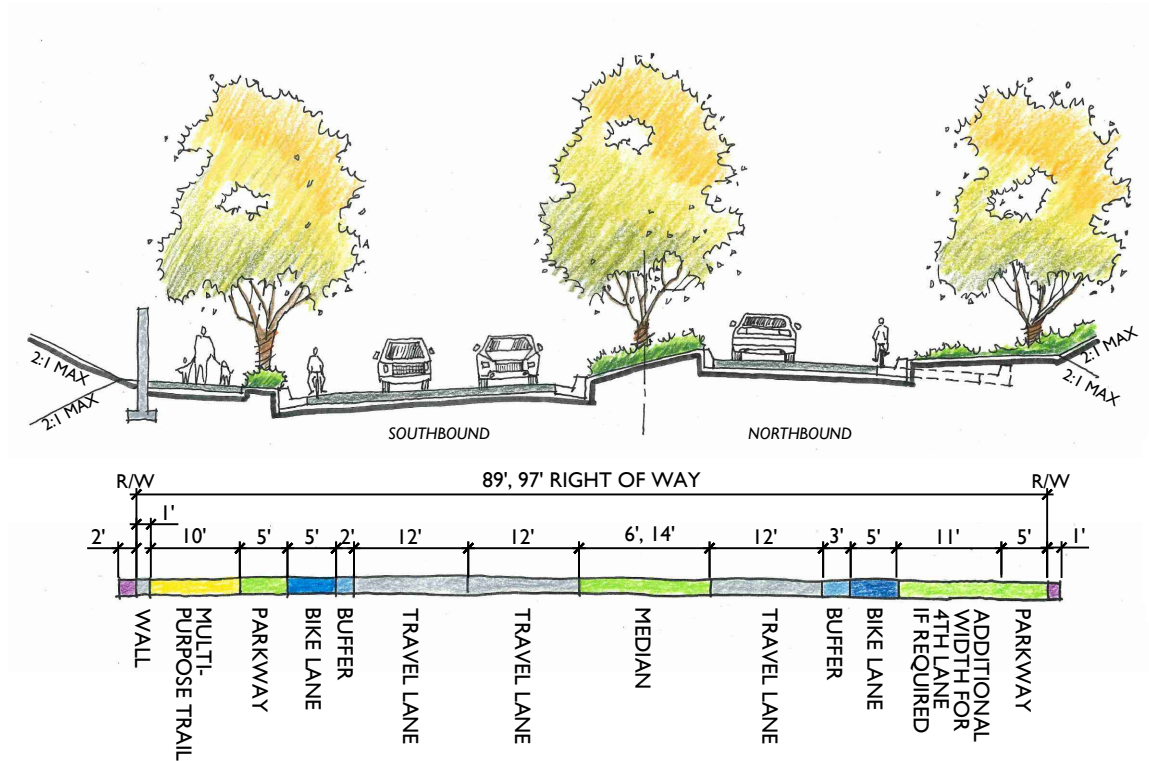 2:1 MAX
2:1 MAX
2:1 MAX
2:1 MAX
SOUTHBOUND
NORTHBOUND
R/W
89', 97' RIGHT OF WAY
R/W
1'
2'
10'
5'
5'
2'
12'
12'
6', 14'
12'
3'
5'
11'
5'
1'
WALL
MULTI-
PURPOSE TRAIL
PARKWAY
BIKE LANE
BUFFER
TRAVEL LANE
TRAVEL LANE
MEDIAN
TRAVEL LANE
BUFFER
BIKE LANE
ADDITIONAL
WIDTH FOR
4TH LANE
IF REQUIRED
PARKWAY